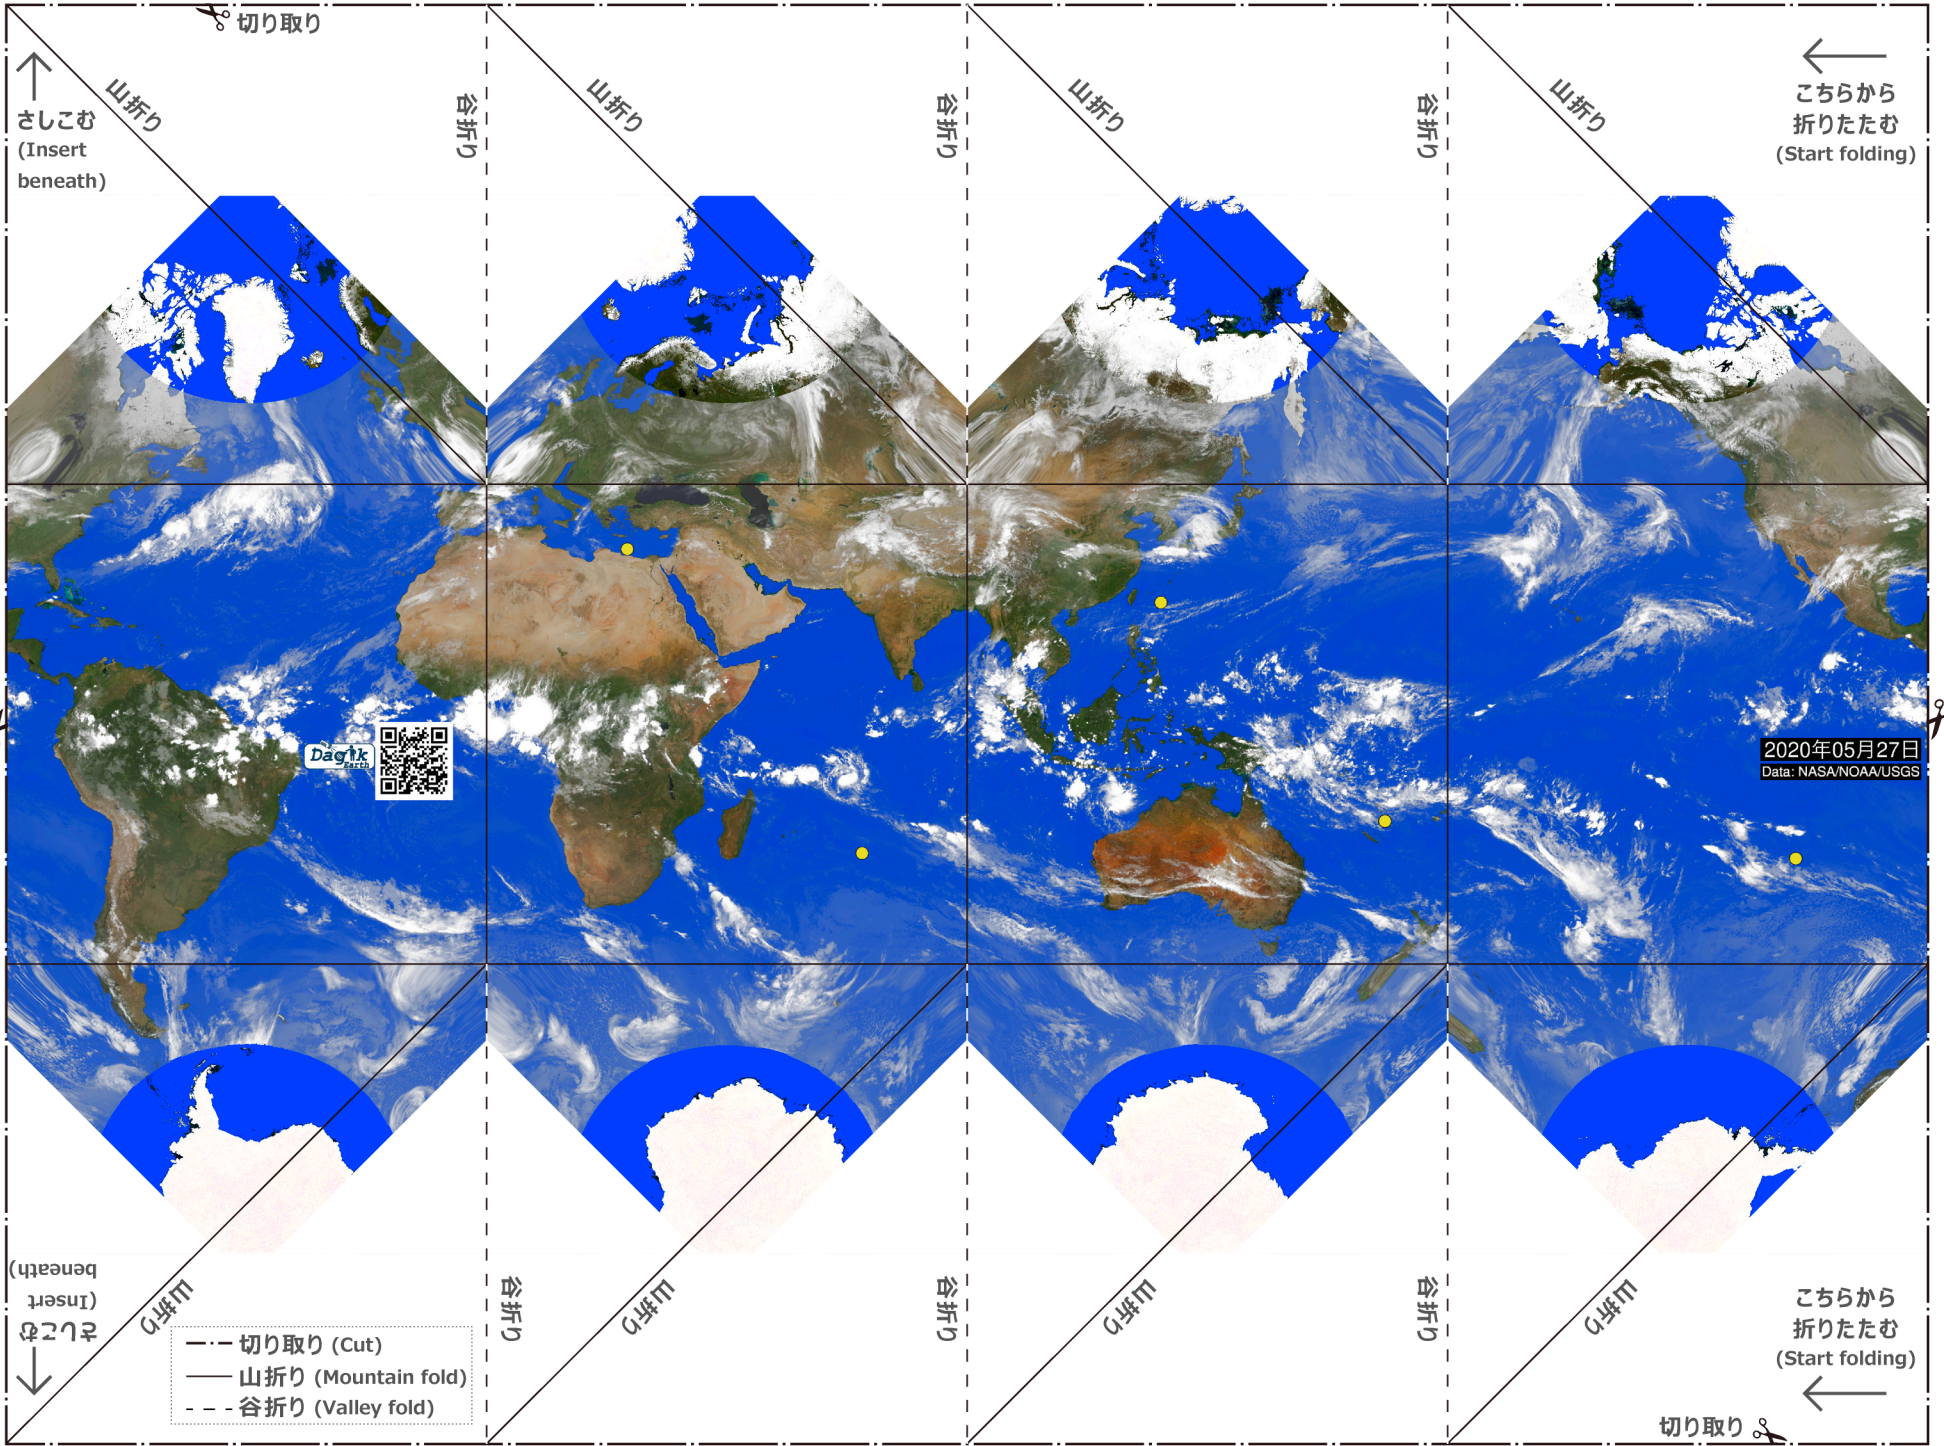 切り取り
山折り
谷折り
山折り
谷折り
山折り
谷折り
山折り
さしこむ
(Insert
beneath)
こちらから
折りたたむ
(Start folding)
Dagik
Earth
2020年05月27日
Data: NASA/NOAA/USGS
さしこむ
(Insert
beneath)
山折り
谷折り
山折り
谷折り
山折り
谷折り
山折り
こちらから
折りたたむ
(Start folding)
切り取り (Cut)
山折り (Mountain fold)
谷折り (Valley fold)
切り取り